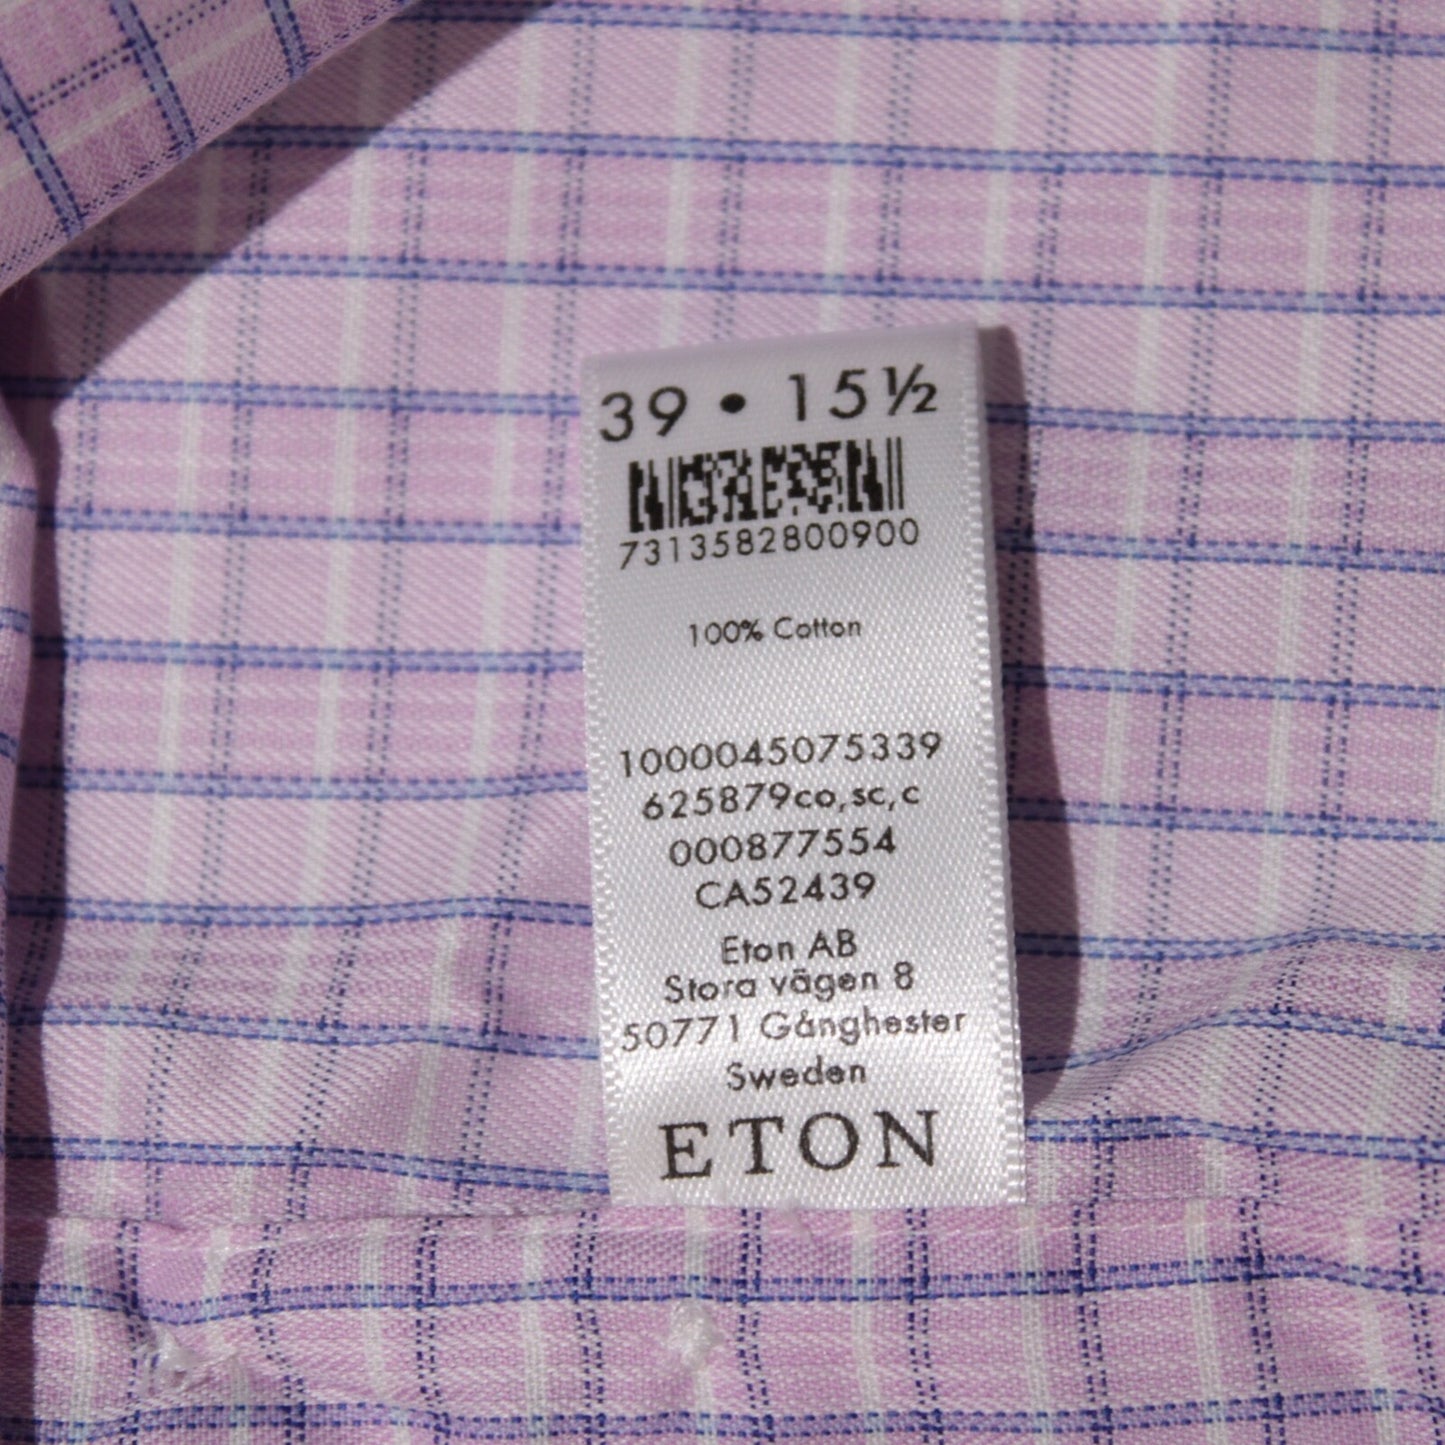 39 • 15½
7313582800900
100% Cotton
1000045075339
625879co,sc,c
000877554
CA52439
Eton AB
Stora vägen 8
50771 Gånghester
Sweden
ETON